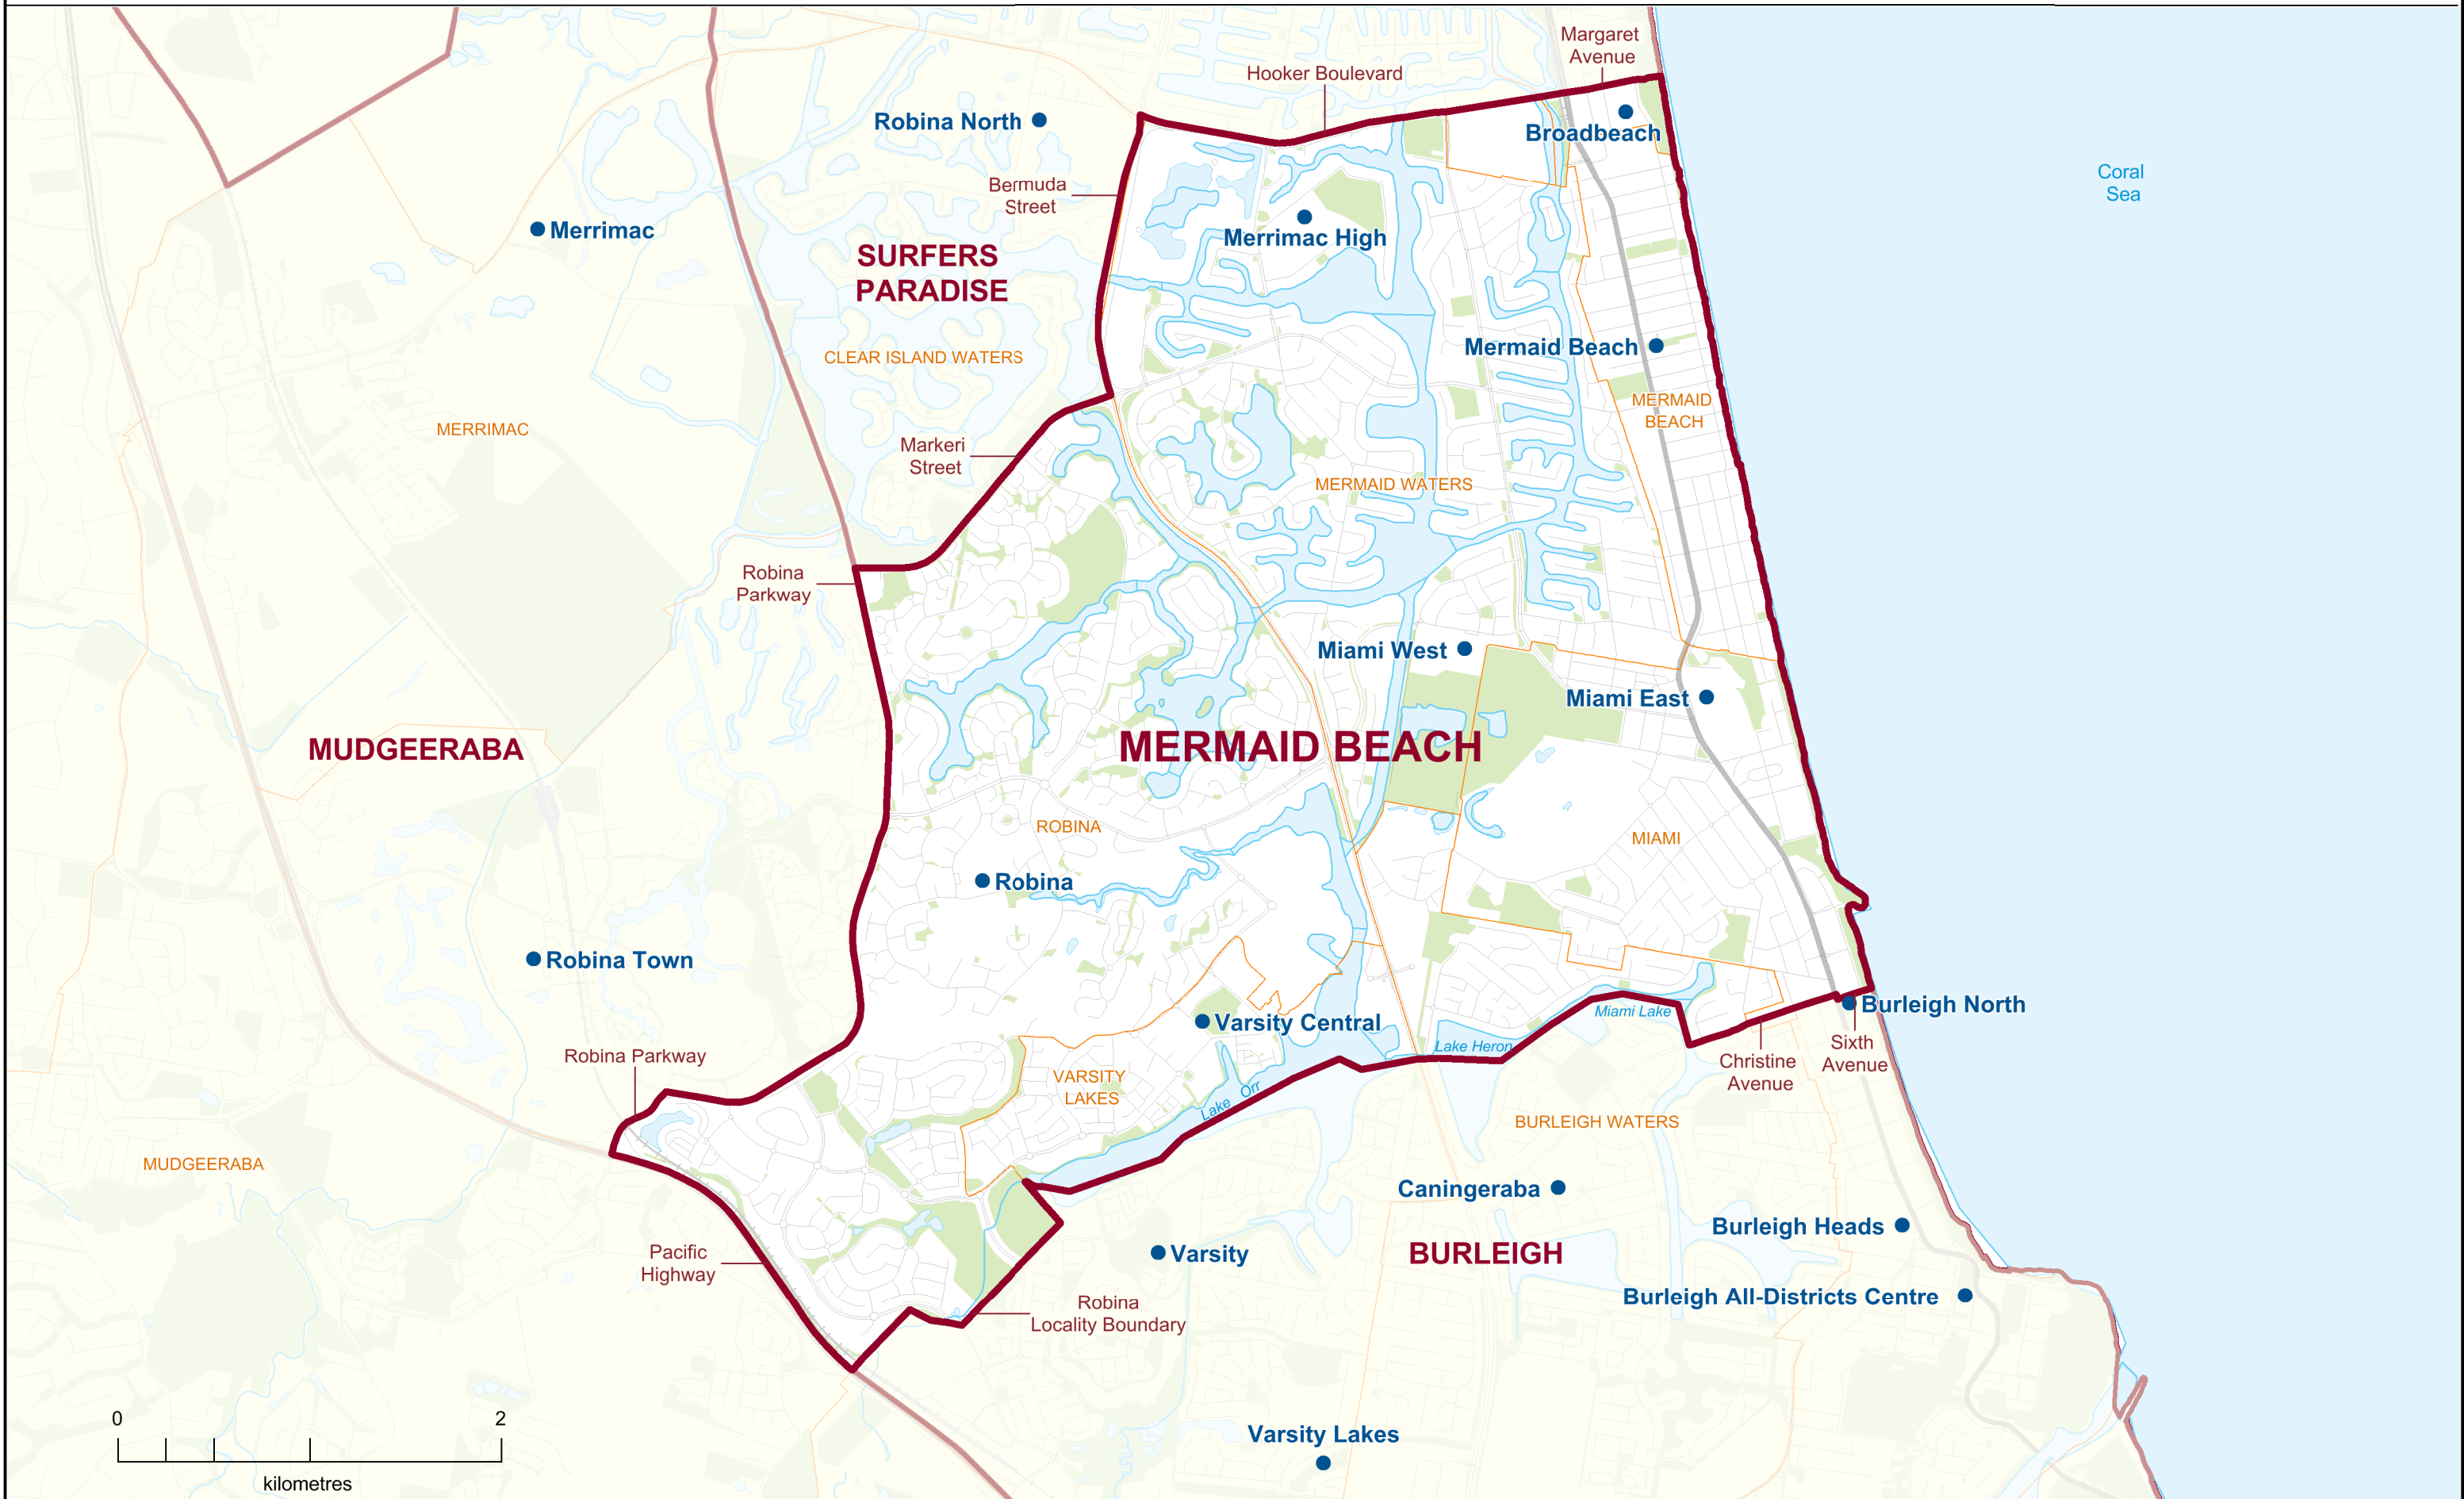 Margaret
Avenue
Hooker Boulevard
Robina North
Broadbeach
Coral
Sea
Bermuda
Street
Merrimac
Merrimac High
SURFERS
PARADISE
CLEAR ISLAND WATERS
Mermaid Beach
MERMAID
BEACH
MERRIMAC
Markeri
Street
MERMAID WATERS
Robina
Parkway
Miami West
Miami East
MUDGEERABA
MERMAID BEACH
ROBINA
MIAMI
Robina
Robina Town
Varsity Central
Miami Lake
Burleigh North
Lake Heron
Sixth
Avenue
Christine
Avenue
Robina Parkway
VARSITY
LAKES
Lake Orr
BURLEIGH WATERS
MUDGEERABA
Caningeraba
Burleigh Heads
Pacific
Highway
Varsity
BURLEIGH
Robina
Locality Boundary
Burleigh All-Districts Centre
0 2
kilometres
Varsity Lakes